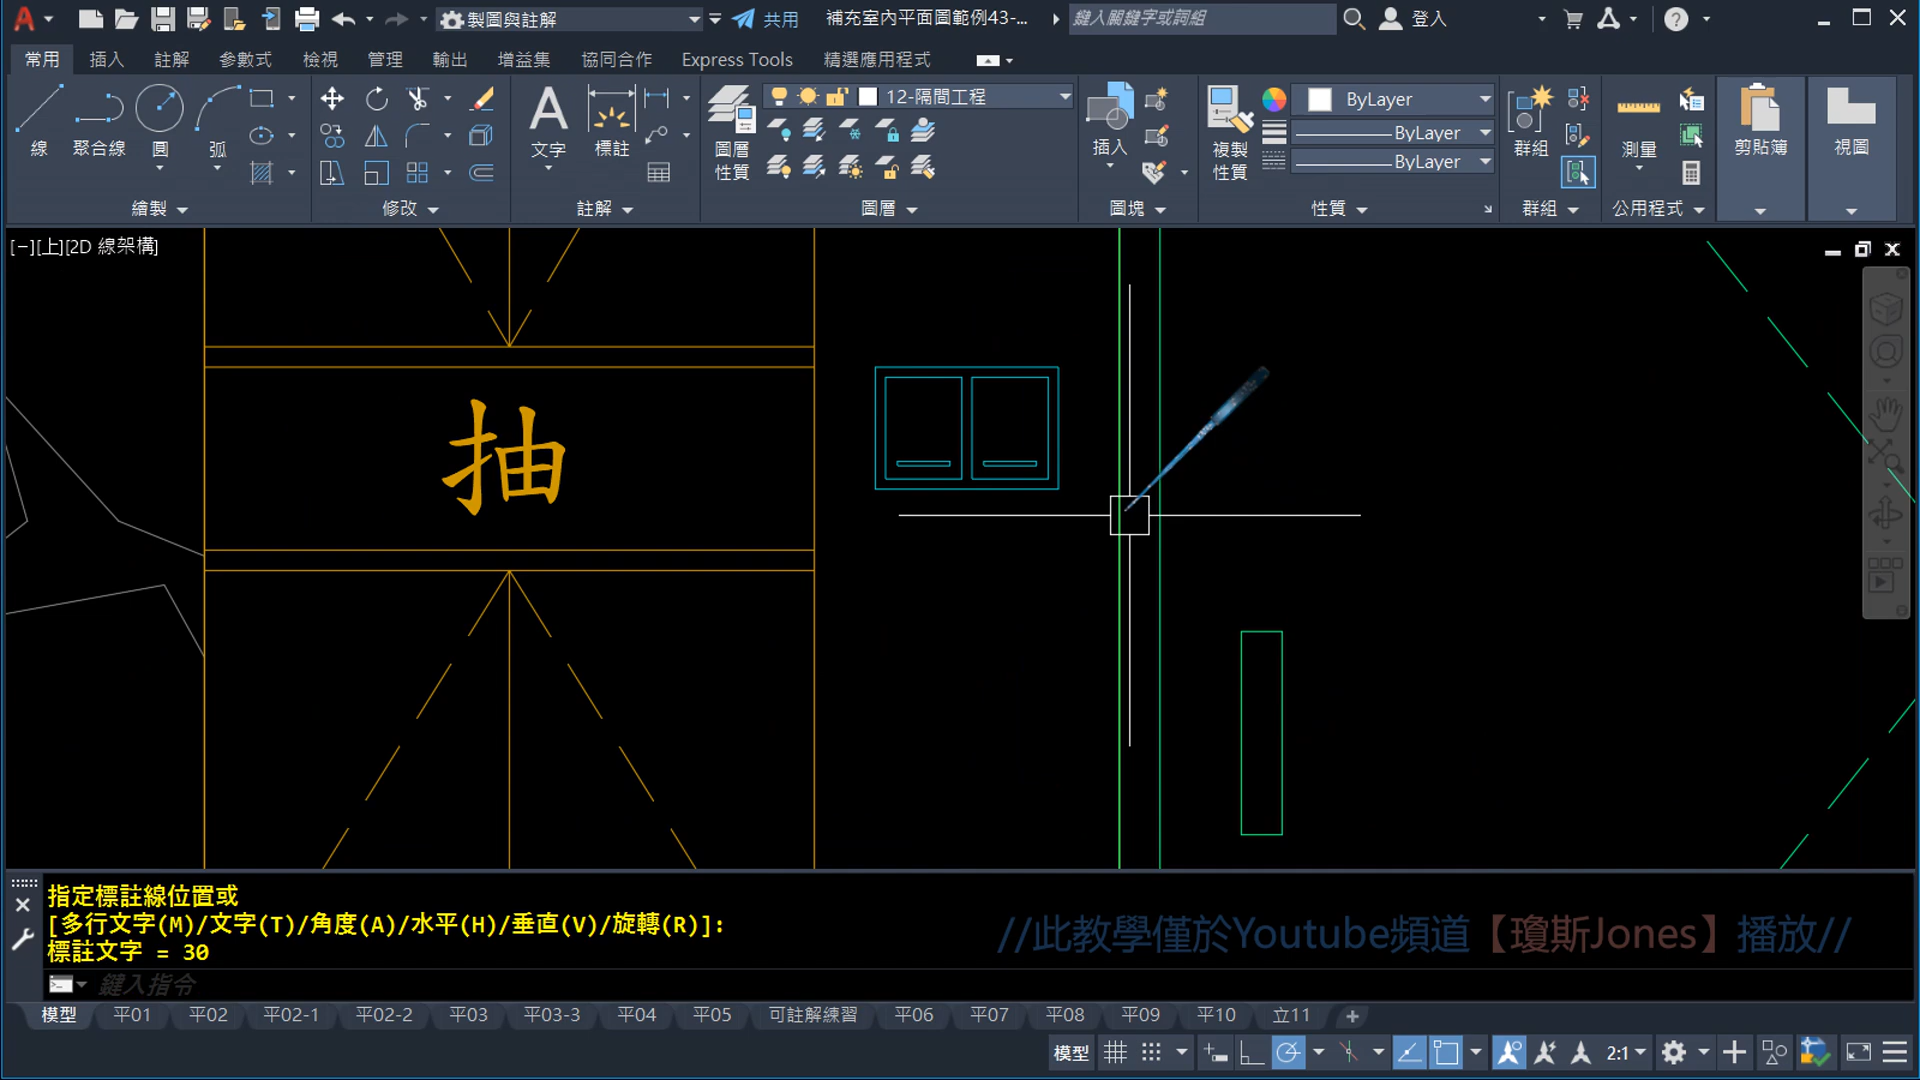 製圖與註解
共用
補充室內平面圖範例43-...
鍵入關鍵字或詞組
登入
常用
插入
註解
參數式
檢視
管理
輸出
增益集
協同合作
Express Tools
精選應用程式
線
聚合線
圓
弧
文字
標註
圖層
性質
12-隔間工程
插入
複製
性質
ByLayer
ByLayer
ByLayer
群組
測量
剪貼簿
視圖
繪製
修改
註解
圖層
圖塊
性質
群組
公用程式
[−][上][2D 線架構]
抽
指定標註線位置或
[多行文字(M)/文字(T)/角度(A)/水平(H)/垂直(V)/旋轉(R)]:
標註文字 = 30
//此教學僅於Youtube頻道【瓊斯Jones】播放//
鍵入指令
模型
平01
平02
平02-1
平02-2
平03
平03-3
平04
平05
可註解練習
平06
平07
平08
平09
平10
立11
模型
2:1